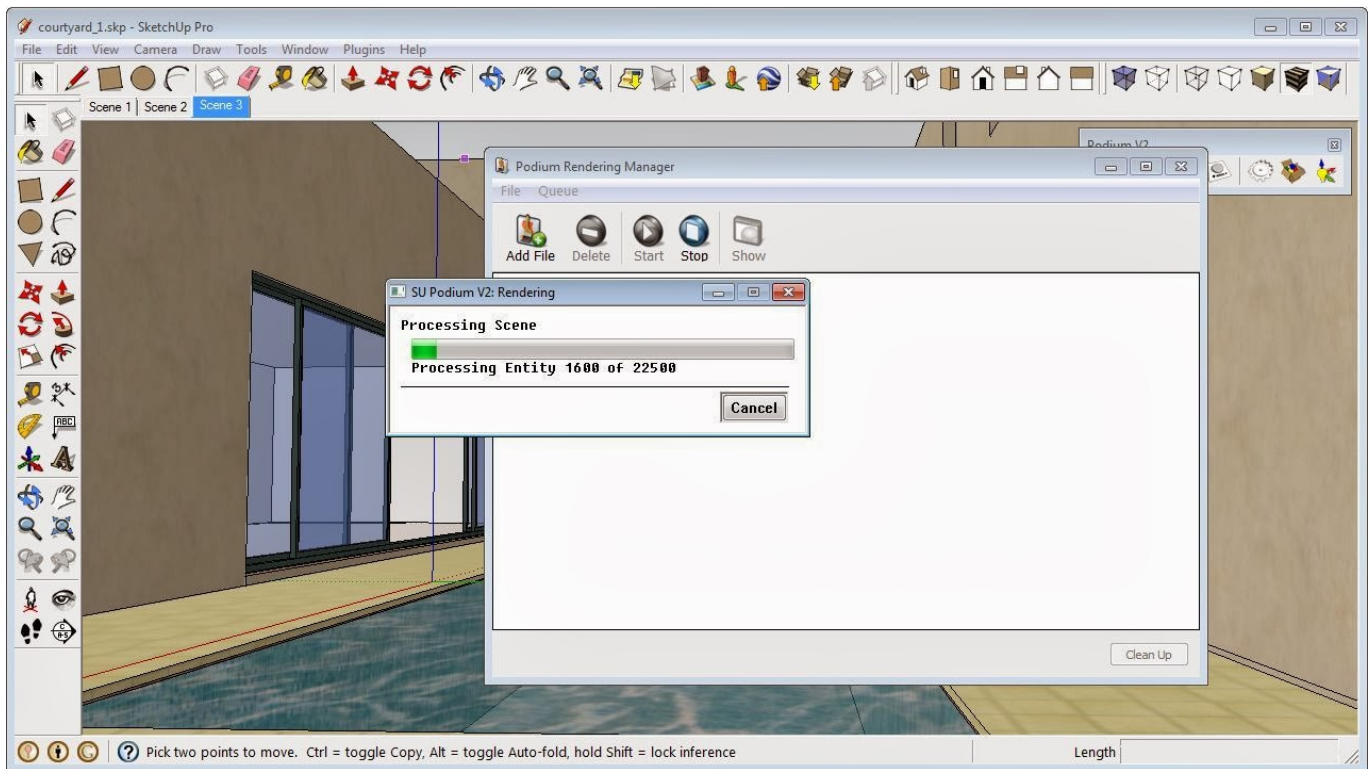 courtyard_1.skp - SketchUp Pro
File Edit View Camera Draw Tools Window Plugins Help
Scene 1 Scene 2 Scene 3
Podium V2
Podium Rendering Manager
File Queue
Add File Delete Start Stop Show
SU Podium V2: Rendering
Processing Scene
Processing Entity 1600 of 22500
Cancel
ABC
Clean Up
Pick two points to move. Ctrl = toggle Copy, Alt = toggle Auto-fold, hold Shift = lock inference
Length